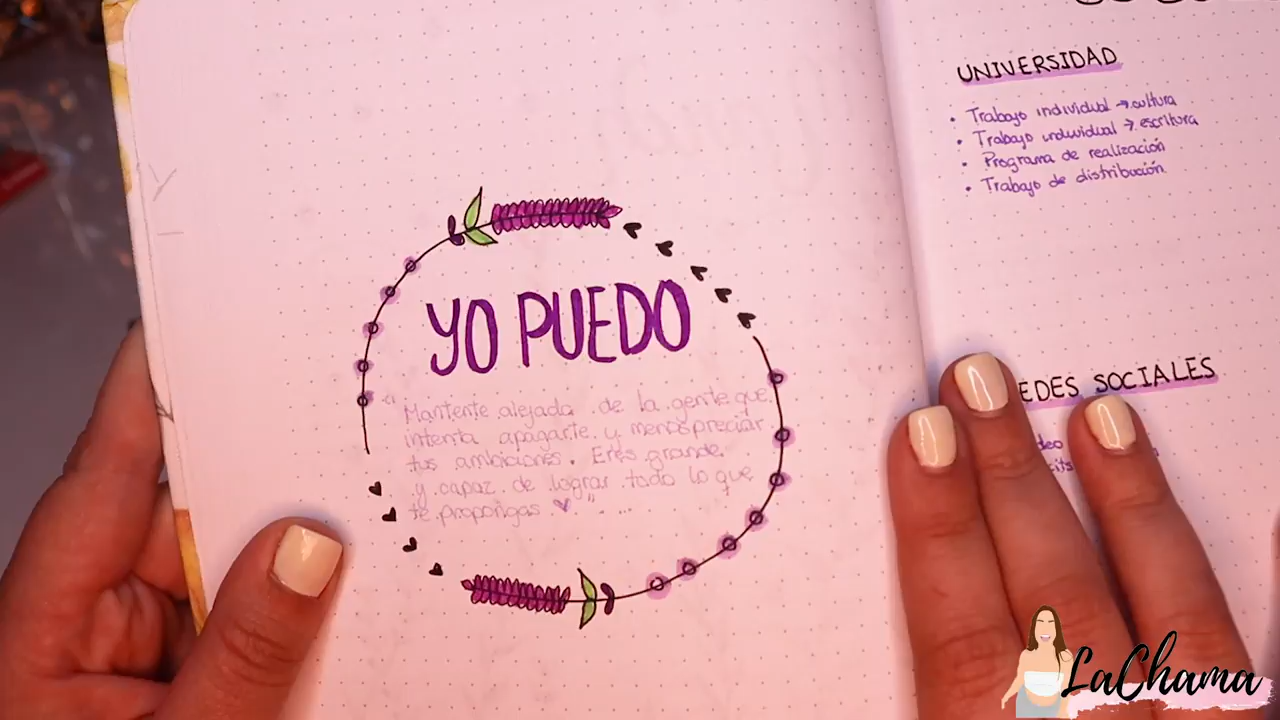 YO PUEDO
"Mantente alejada de la gente que
intenta apagarte y menospreciar
tus ambiciones. Eres grande
y capaz de lograr todo lo que
te propongas "
UNIVERSIDAD
• Trabajo individual → cultura
• Trabajo individual → escritura
• Programa de realización
• Trabajo de distribución
EDES SOCIALES
LaChama